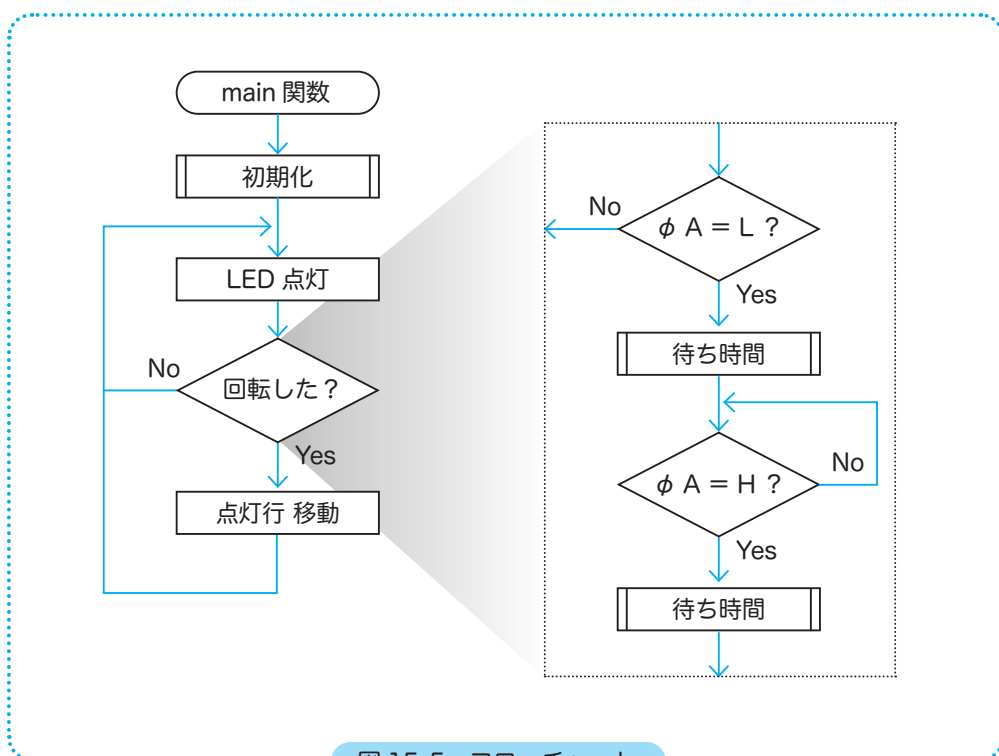 main 関数
初期化
LED 点灯
回転した？
No
Yes
点灯行 移動
φ A ＝ L ？
No
Yes
待ち時間
φ A ＝ H ？
No
Yes
待ち時間